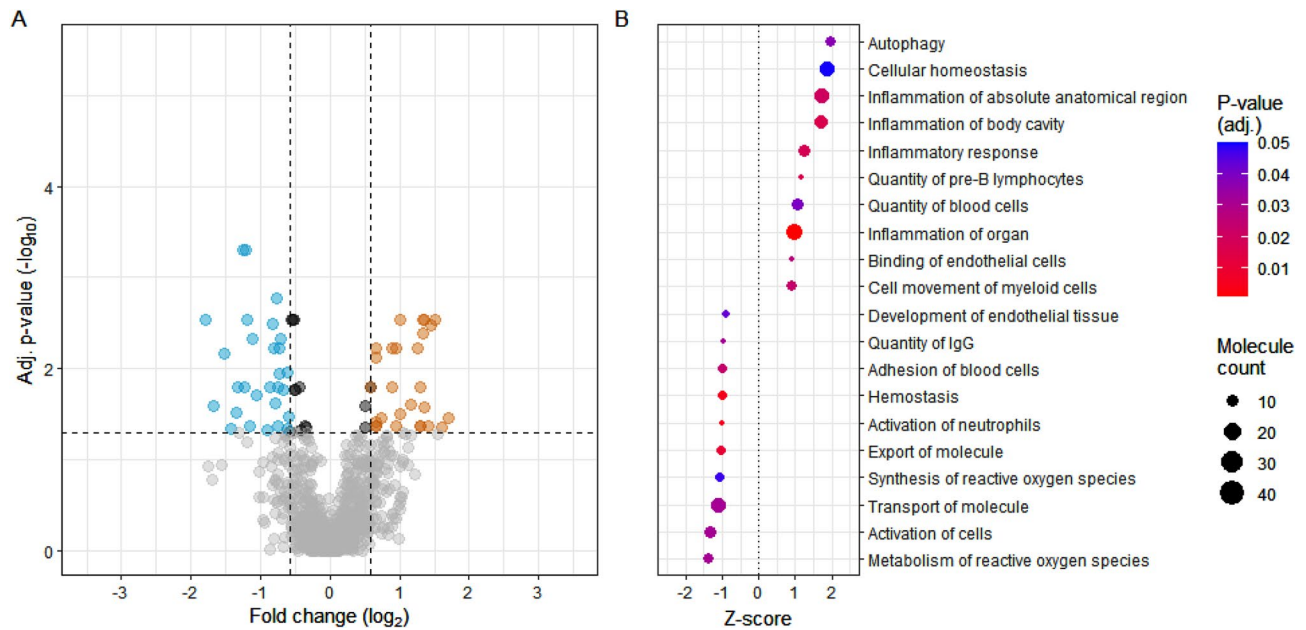 A
Adj. p-value (-log₁₀)
4
2
0
-3 -2 -1 0 1 2 3
Fold change (log₂)
B
Autophagy
Cellular homeostasis
Inflammation of absolute anatomical region
Inflammation of body cavity
Inflammatory response
Quantity of pre-B lymphocytes
Quantity of blood cells
Inflammation of organ
Binding of endothelial cells
Cell movement of myeloid cells
Development of endothelial tissue
Quantity of IgG
Adhesion of blood cells
Hemostasis
Activation of neutrophils
Export of molecule
Synthesis of reactive oxygen species
Transport of molecule
Activation of cells
Metabolism of reactive oxygen species
-2 -1 0 1 2
Z-score
P-value
(adj.)
0.05
0.04
0.03
0.02
0.01
Molecule
count
10
20
30
40